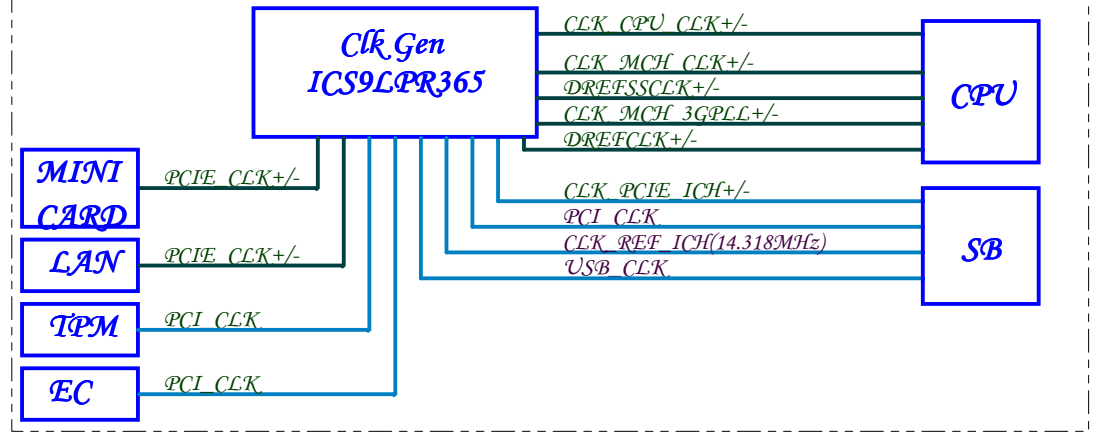 Clk Gen
ICS9LPR365
CLK_CPU_CLK+/-
CLK_MCH_CLK+/-
DREFSSCLK+/-
CLK_MCH_3GPLL+/-
DREFCLK+/-
CPU
MINI
CARD
PCIE_CLK+/-
LAN
PCIE_CLK+/-
TPM
PCI_CLK
EC
PCI_CLK
CLK_PCIE_ICH+/-
PCI_CLK
CLK_REF_ICH(14.318MHz)
USB_CLK
SB